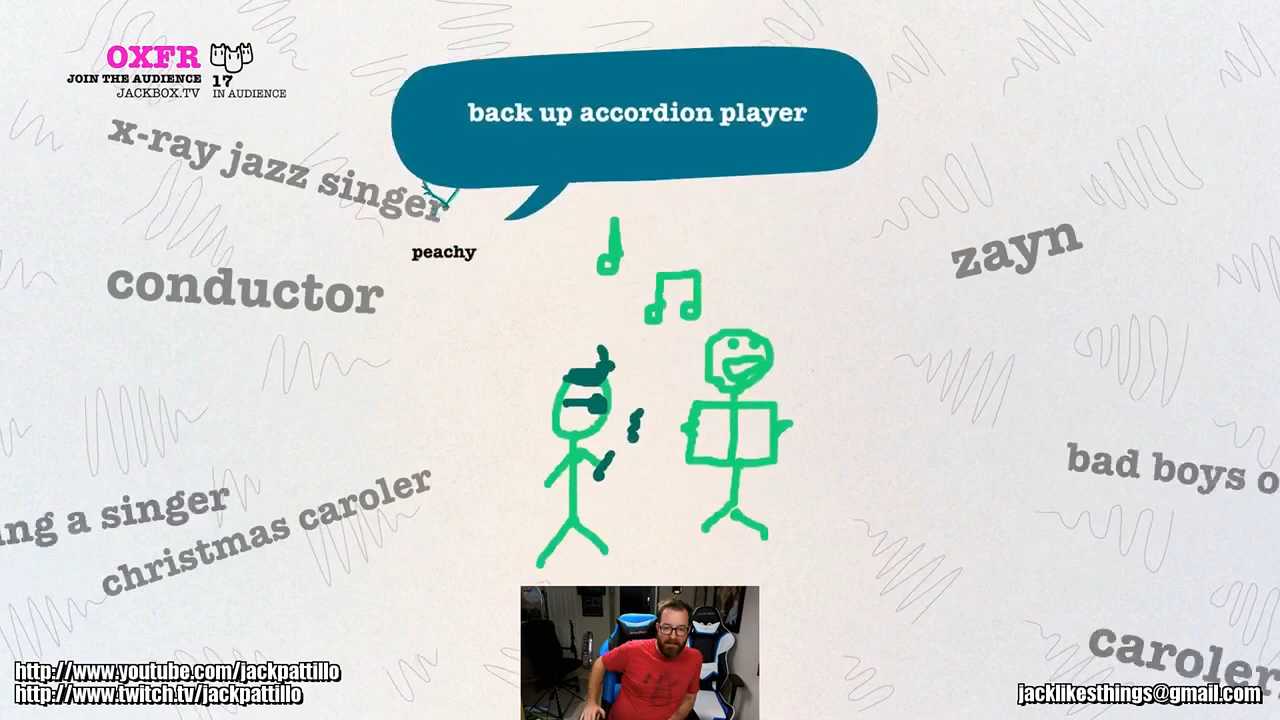 OXFR
JOIN THE AUDIENCE
JACKBOX.TV
17
IN AUDIENCE
back up accordion player
x-ray jazz singer
peachy
zayn
conductor
bad boys o
ng a singer
christmas caroler
caroler
http://www.youtube.com/jackpattillo
http://www.twitch.tv/jackpattillo
jacklikesthings@gmail.com